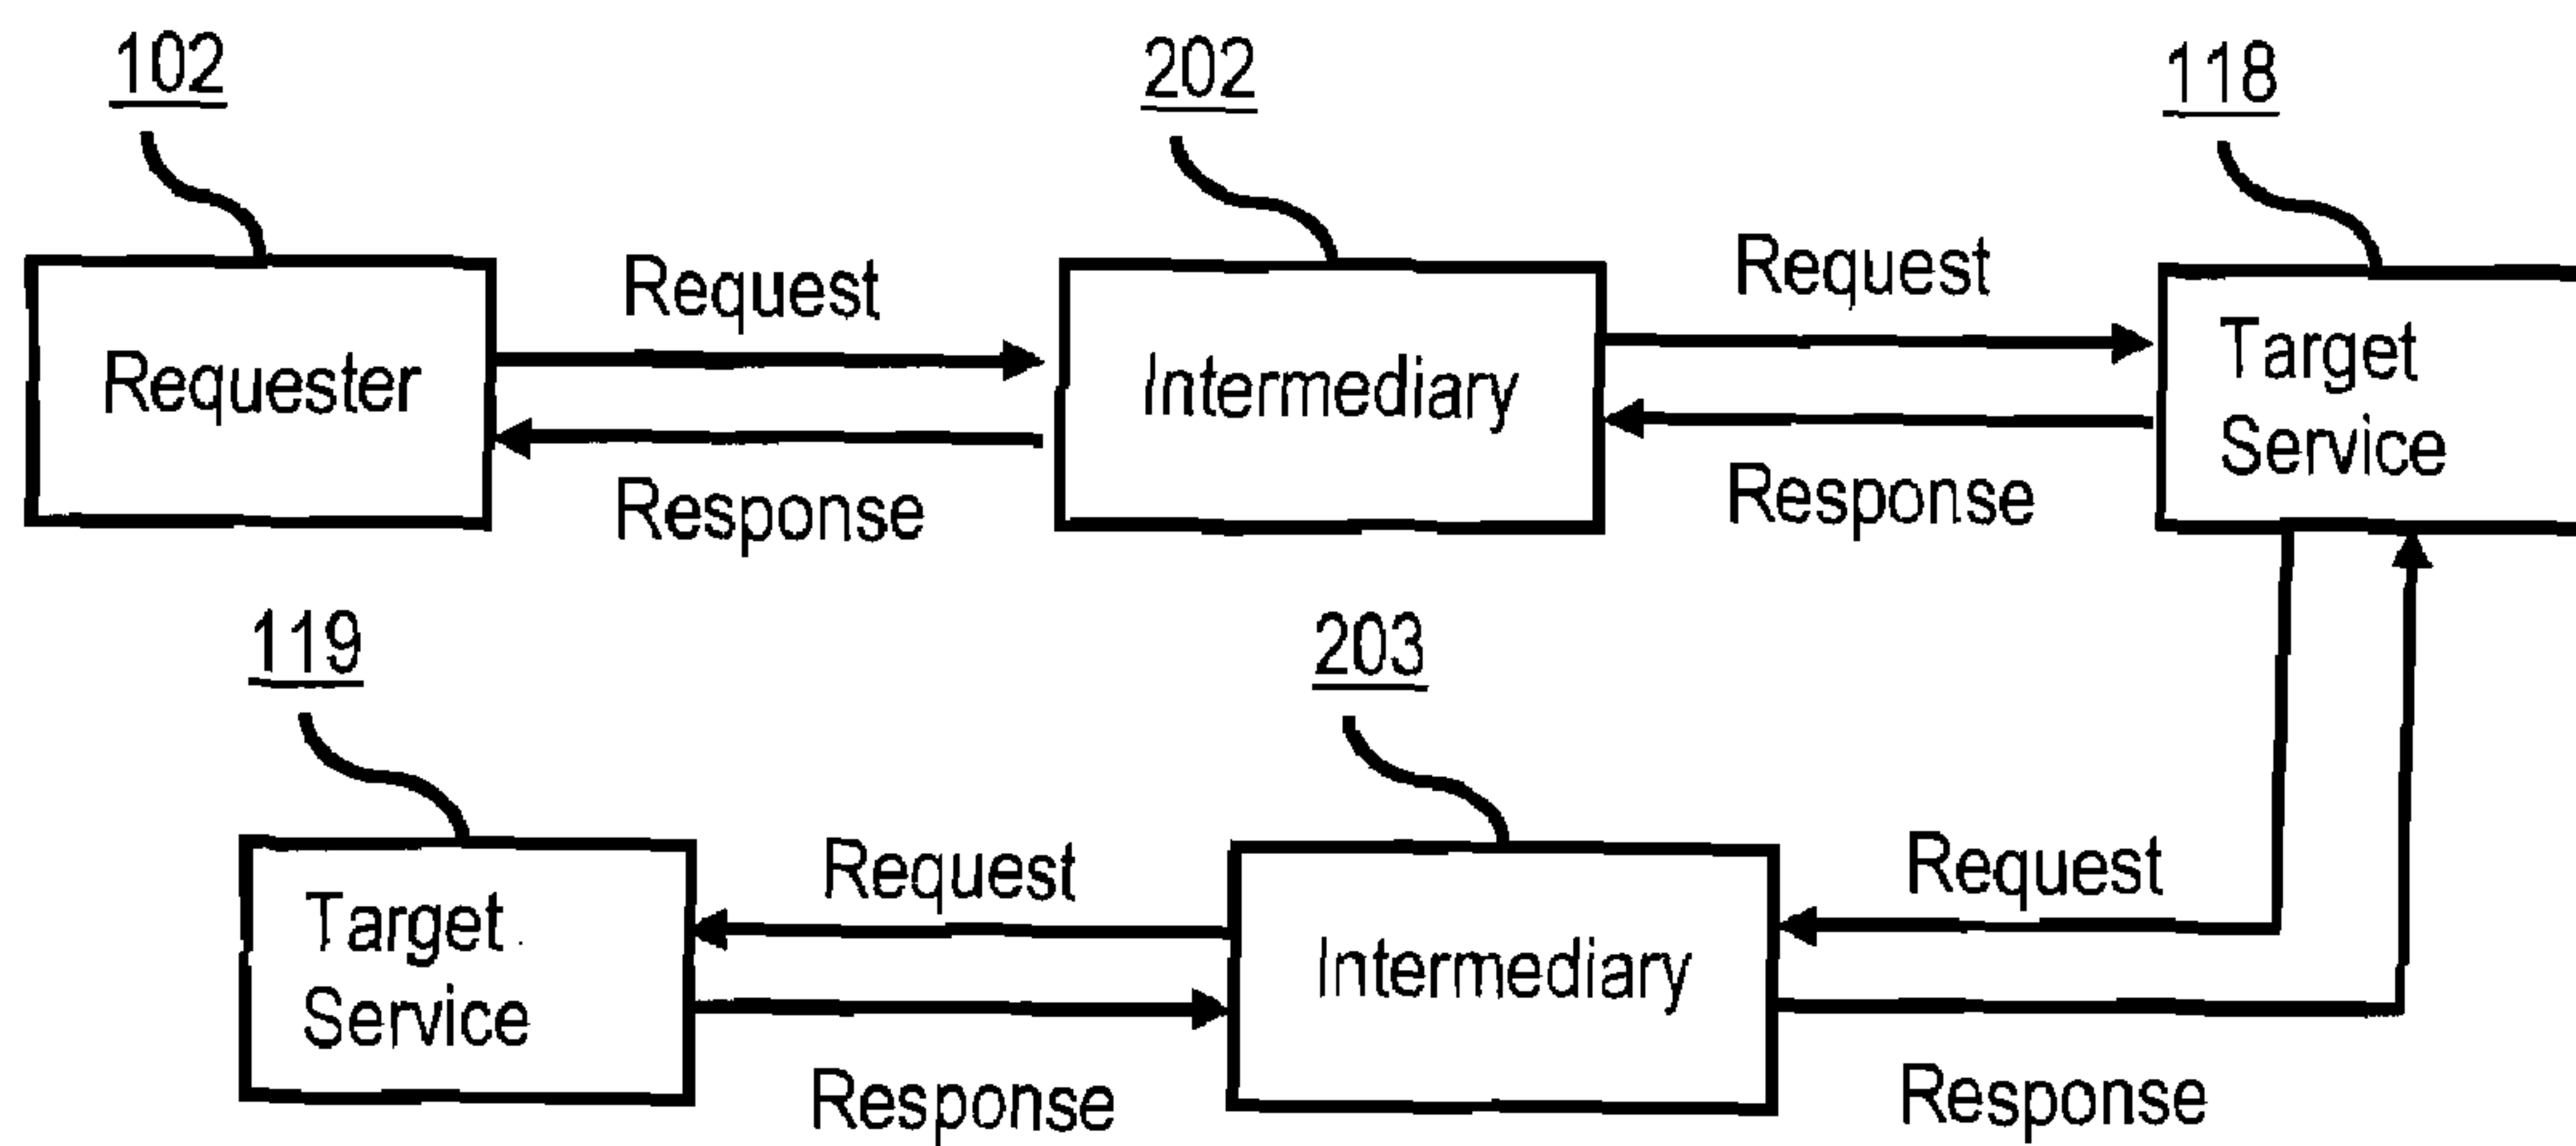 102
202
118
Requester
Request
Response
Intermediary
Request
Response
Target
Service
119
203
Target
Service
Request
Response
Intermediary
Request
Response